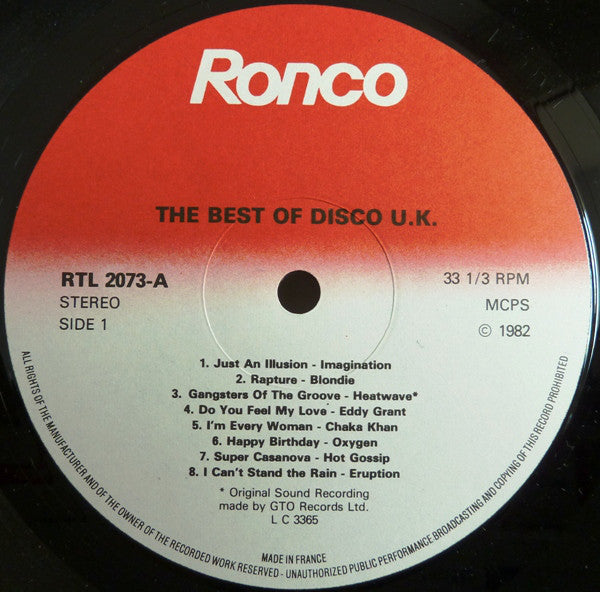 Ronco
THE BEST OF DISCO U.K.
RTL 2073-A
STEREO
SIDE 1
33 1/3 RPM
MCPS
© 1982
1. Just An Illusion - Imagination
2. Rapture - Blondie
3. Gangsters Of The Groove - Heatwave*
4. Do You Feel My Love - Eddy Grant
5. I'm Every Woman - Chaka Khan
6. Happy Birthday - Oxygen
7. Super Casanova - Hot Gossip
8. I Can't Stand the Rain - Eruption
* Original Sound Recording
made by GTO Records Ltd.
L C 3365
MADE IN FRANCE
ALL RIGHTS OF THE MANUFACTURER AND OF THE OWNER OF THE RECORDED WORK RESERVED - UNAUTHORIZED PUBLIC PERFORMANCE BROADCASTING AND COPYING OF THIS RECORD PROHIBITED